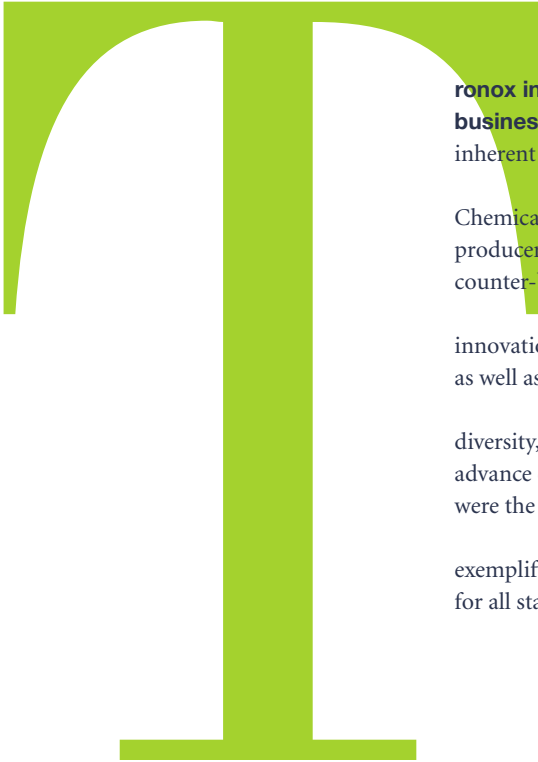 T
ronox in
busines
inherent
Chemica
producer
counter-
innovatio
as well as
diversity,
advance
were the
exemplif
for all sta